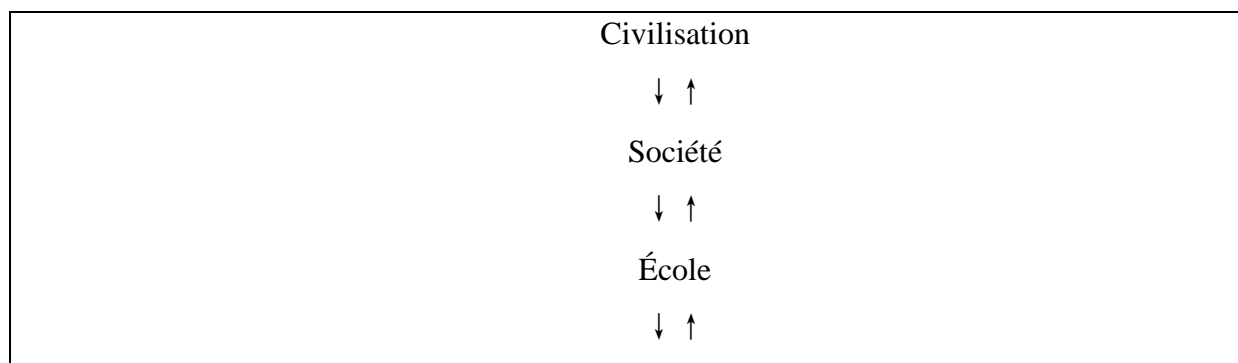 Civilisation
↓ ↑
Société
↓ ↑
École
↓ ↑